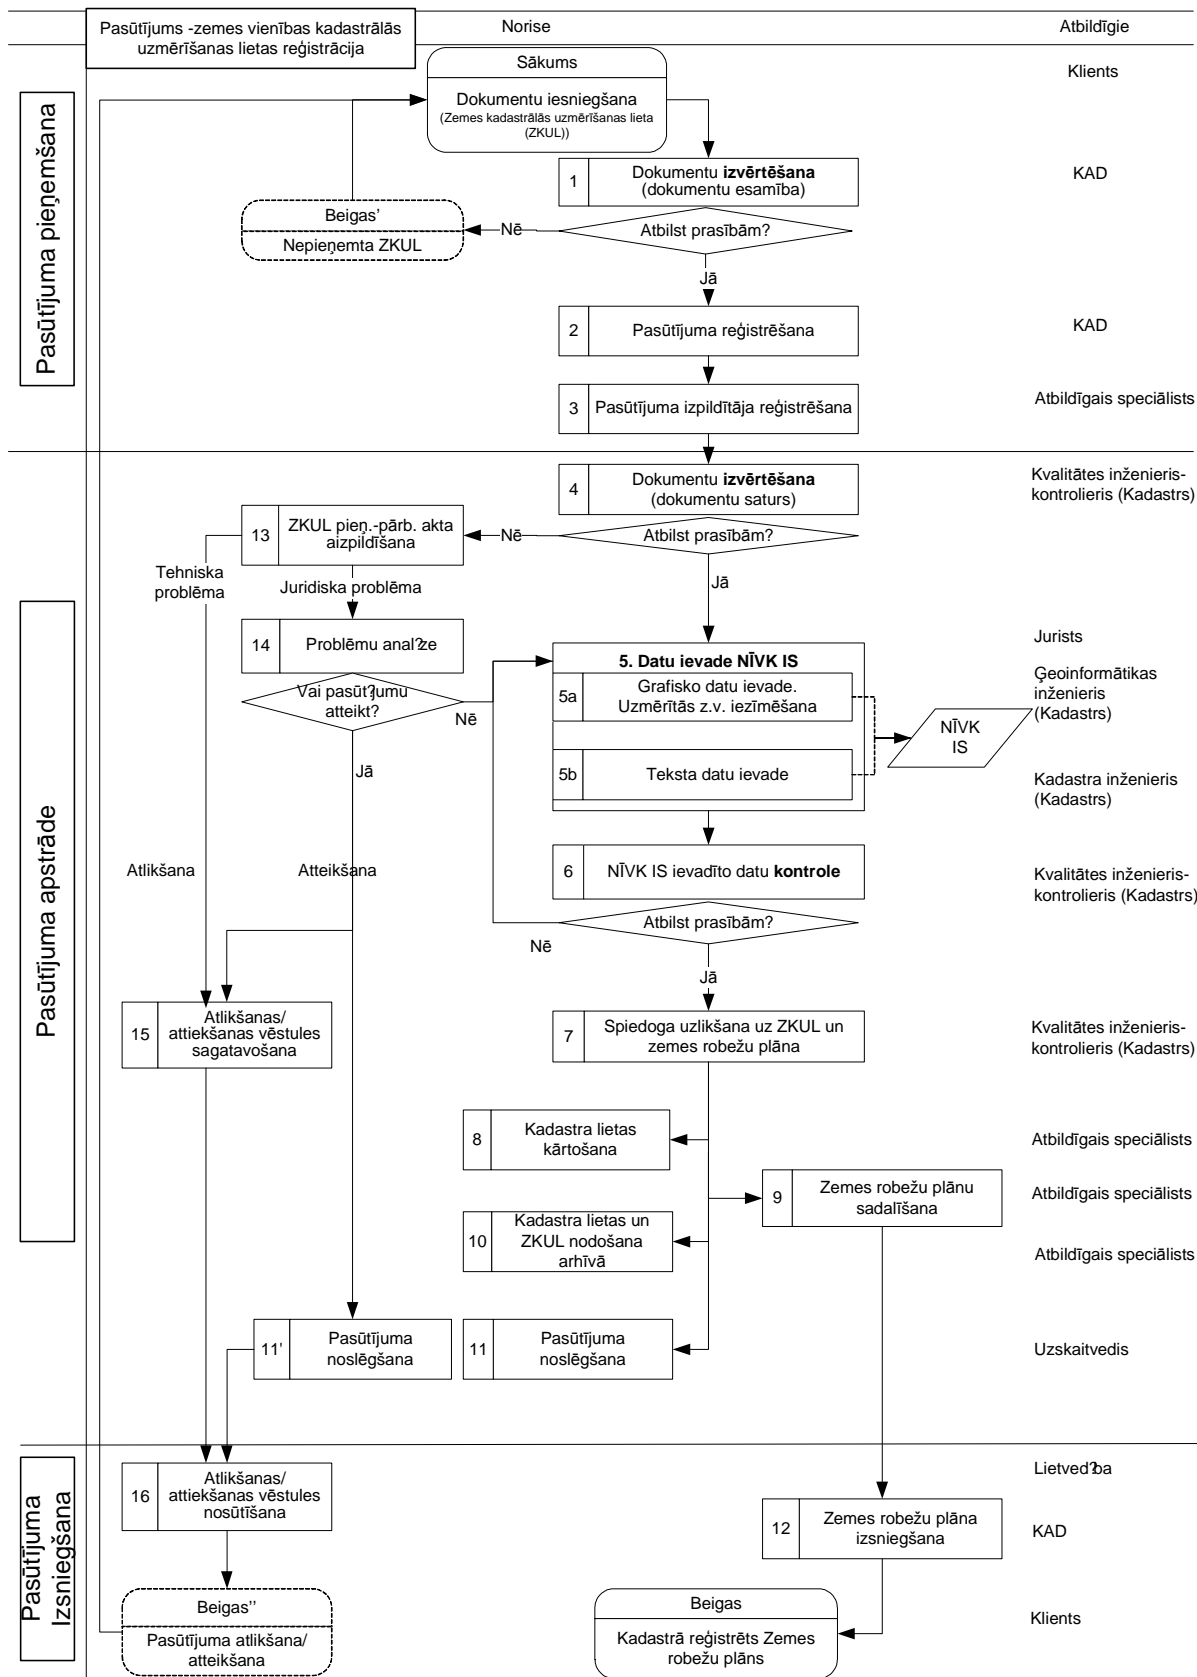 Pasūtījums -zemes vienības kadastrālās
uzmērīšanas lietas reģistrācija
Norise
Atbildīgie
Pasūtījuma pieņemšana
Sākums
Dokumentu iesniegšana
(Zemes kadastrālās uzmērīšanas lieta
(ZKUL))
Klients
1
Dokumentu izvērtēšana
(dokumentu esamība)
KAD
Beigas'
Nepieņemta ZKUL
Nē
Atbilst prasībām?
Jā
2
Pasūtījuma reģistrēšana
KAD
3
Pasūtījuma izpildītāja reģistrēšana
Atbildīgais speciālists
Pasūtījuma apstrāde
4
Dokumentu izvērtēšana
(dokumentu saturs)
Kvalitātes inženieris-
kontrolieris (Kadastrs)
13
ZKUL pieņ.-pārb. akta
aizpildīšana
Nē
Atbilst prasībām?
Tehniska
problēma
Juridiska problēma
Jā
14
Problēmu anal?ze
Jurists
5. Datu ievade NĪVK IS
5a
Grafisko datu ievade.
Uzmērītās z.v. iezīmēšana
Ģeoinformātikas
inženieris
(Kadastrs)
Vai pasūt?jumu
atteikt?
Nē
NĪVK
IS
Jā
5b
Teksta datu ievade
Kadastra inženieris
(Kadastrs)
Atlikšana
Atteikšana
6
NĪVK IS ievadīto datu kontrole
Kvalitātes inženieris-
kontrolieris (Kadastrs)
Atbilst prasībām?
Nē
Jā
15
Atlikšanas/
attiekšanas vēstules
sagatavošana
7
Spiedoga uzlikšana uz ZKUL un
zemes robežu plāna
Kvalitātes inženieris-
kontrolieris (Kadastrs)
8
Kadastra lietas
kārtošana
Atbildīgais speciālists
9
Zemes robežu plānu
sadalīšana
Atbildīgais speciālists
10
Kadastra lietas un
ZKUL nodošana
arhīvā
Atbildīgais speciālists
11'
Pasūtījuma
noslēgšana
11
Pasūtījuma
noslēgšana
Uzskaitvedis
Pasūtījuma
Izsniegšana
16
Atlikšanas/
attiekšanas vēstules
nosūtīšana
Lietved?ba
12
Zemes robežu plāna
izsniegšana
KAD
Beigas''
Pasūtījuma atlikšana/
atteikšana
Beigas
Kadastrā reģistrēts Zemes
robežu plāns
Klients